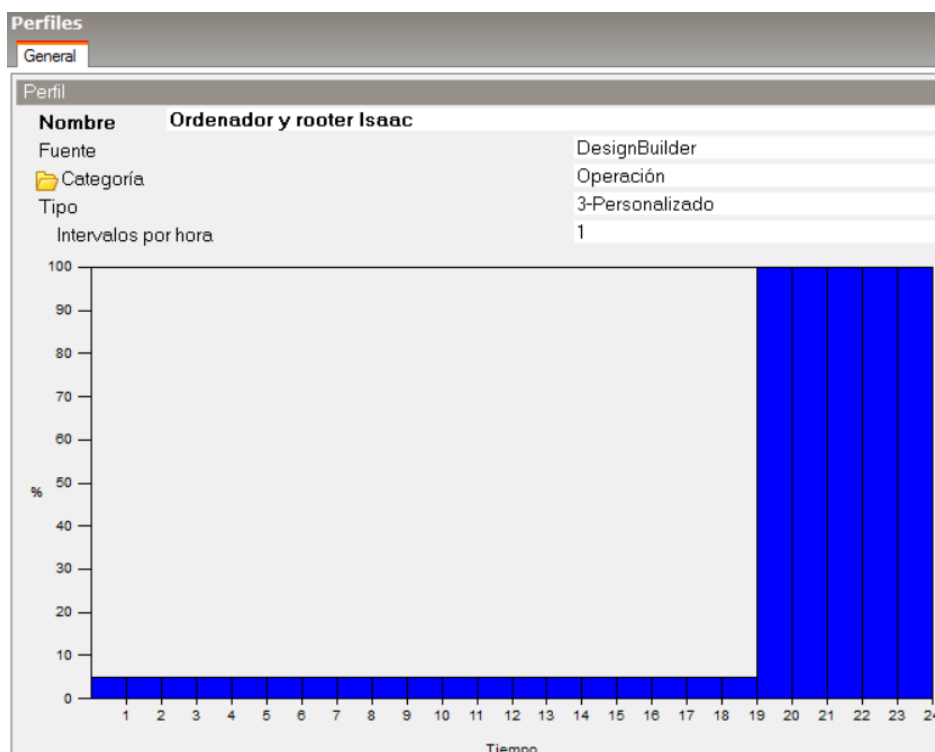 Perfiles
General
Perfil
Nombre Ordenador y rooter Isaac
Fuente DesignBuilder
Categoría Operación
Tipo 3-Personalizado
Intervalos por hora 1
100
90
80
70
60
50
%
40
30
20
10
0
1 2 3 4 5 6 7 8 9 10 11 12 13 14 15 16 17 18 19 20 21 22 23 24
Tiempo